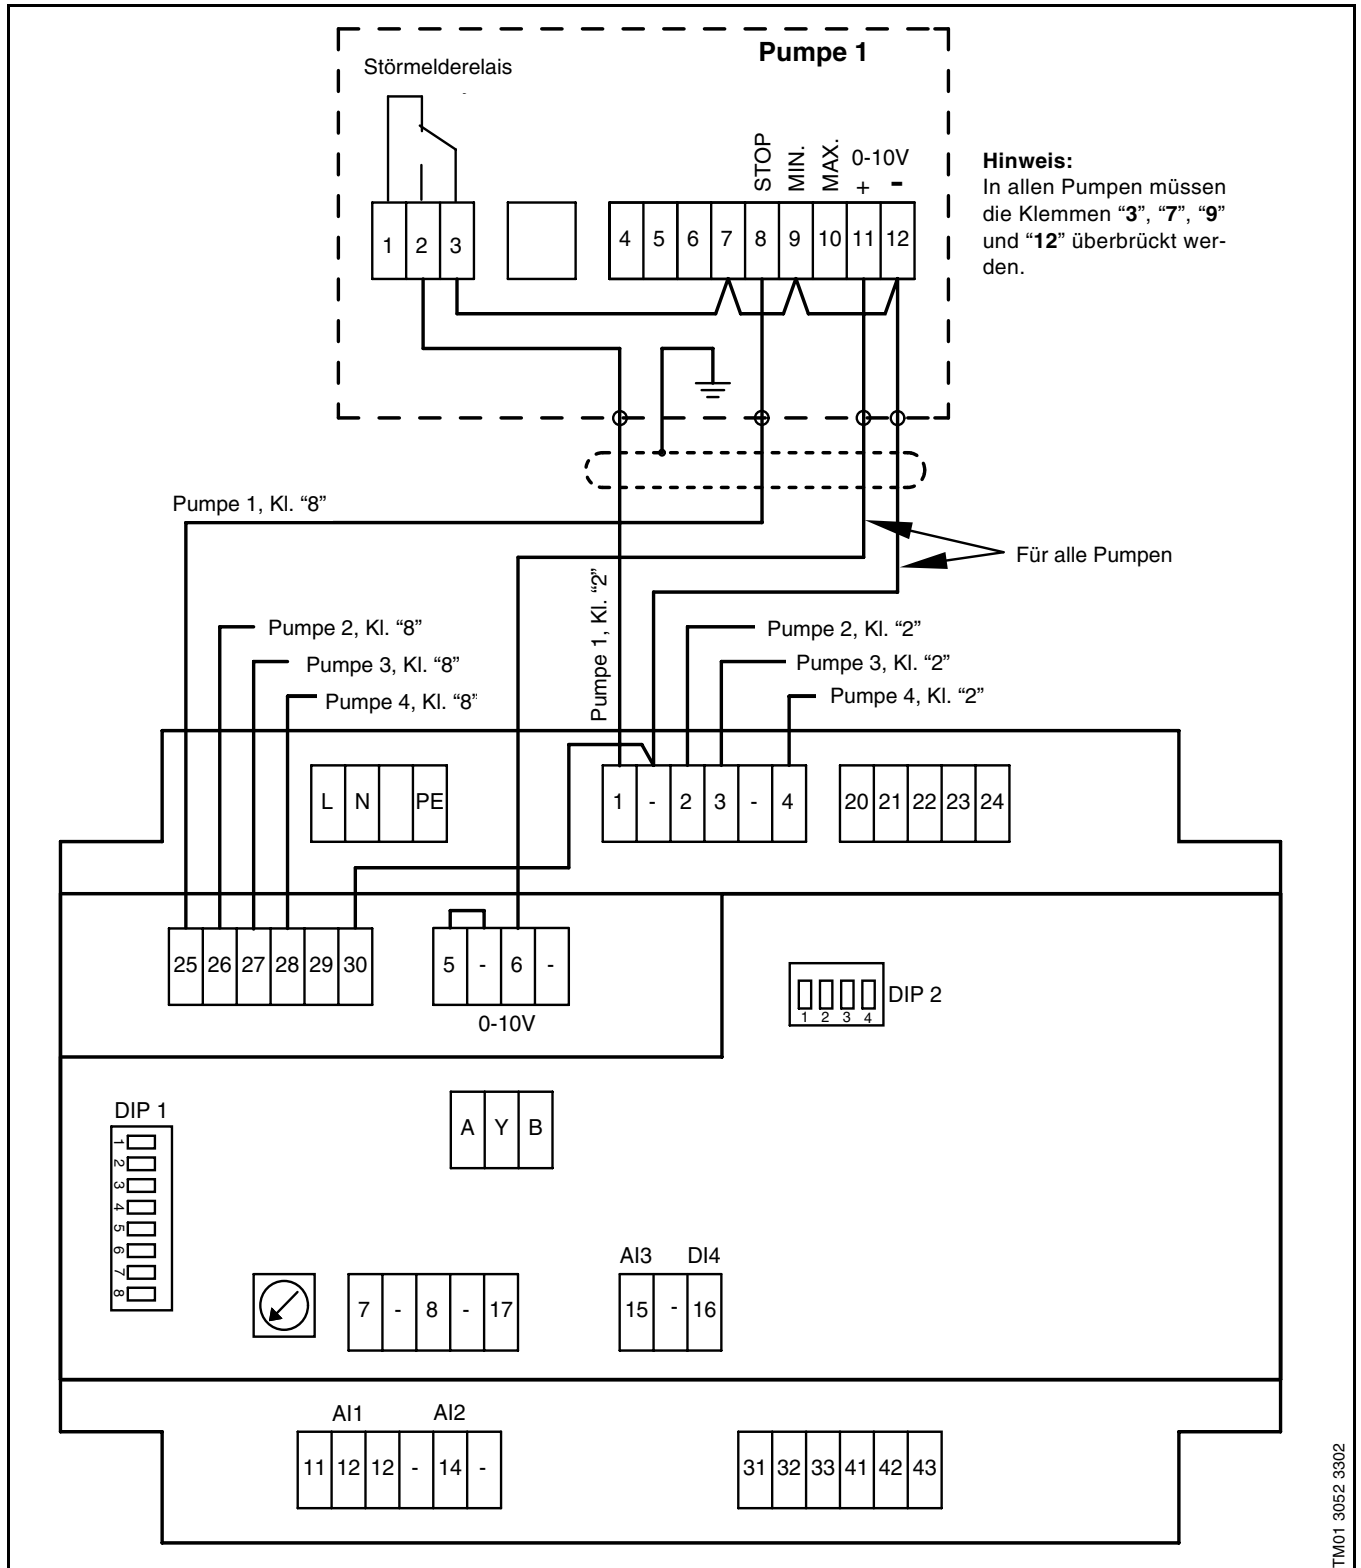 Pumpe 1
Störmelderelais
STOP
MIN.
MAX.
0-10V
+ -
1 2 3
4 5 6 7 8 9 10 11 12
Hinweis:
In allen Pumpen müssen
die Klemmen “3”, “7”, “9”
und “12” überbrückt wer-
den.
Pumpe 1, Kl. “8”
Für alle Pumpen
Pumpe 1, Kl. “2”
Pumpe 2, Kl. “8”
Pumpe 3, Kl. “8”
Pumpe 4, Kl. “8”
Pumpe 2, Kl. “2”
Pumpe 3, Kl. “2”
Pumpe 4, Kl. “2”
L N PE
1 - 2 3 - 4
20 21 22 23 24
25 26 27 28 29 30
5 - 6 -
0-10V
DIP 2
1 2 3 4
DIP 1
1
2
3
4
5
6
7
8
A Y B
AI3 DI4
7 - 8 - 17
15 - 16
AI1 AI2
11 12 12 - 14 -
31 32 33 41 42 43
TM01 3052 3302